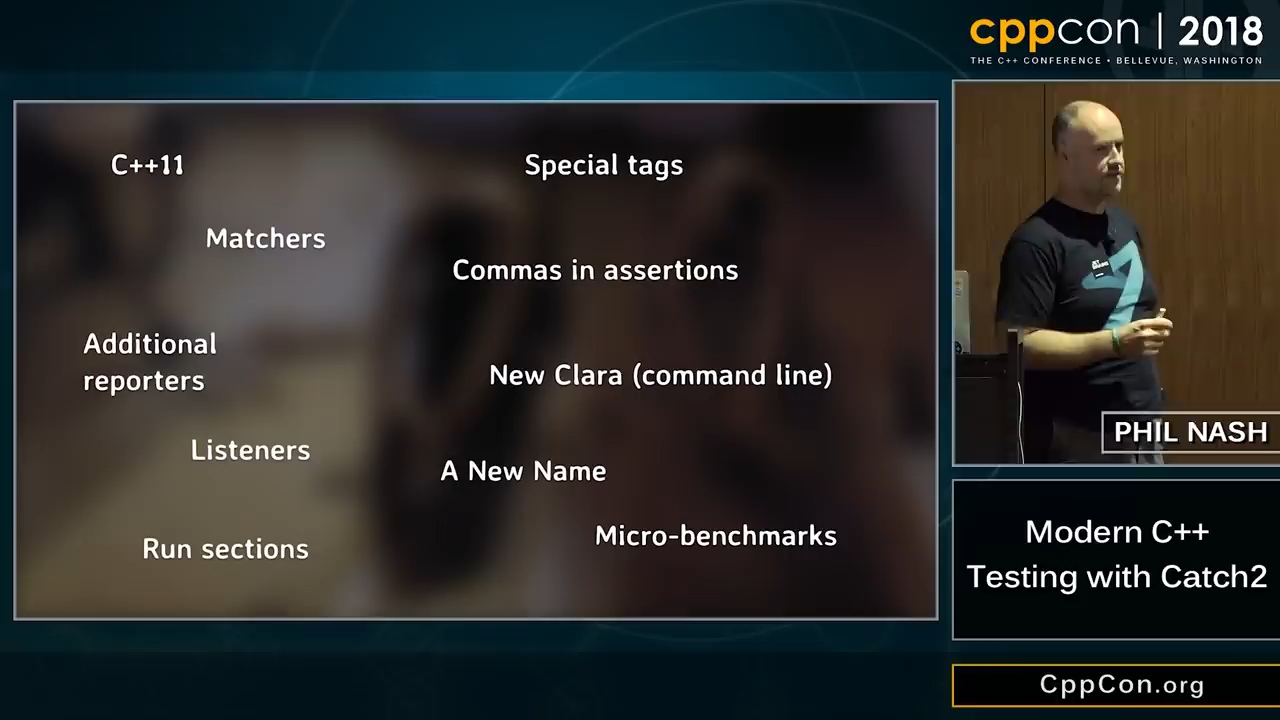 cppcon | 2018
THE C++ CONFERENCE • BELLEVUE, WASHINGTON
C++11
Special tags
Matchers
Commas in assertions
Additional
reporters
New Clara (command line)
Listeners
A New Name
Run sections
Micro-benchmarks
PHIL NASH
Modern C++
Testing with Catch2
CppCon.org